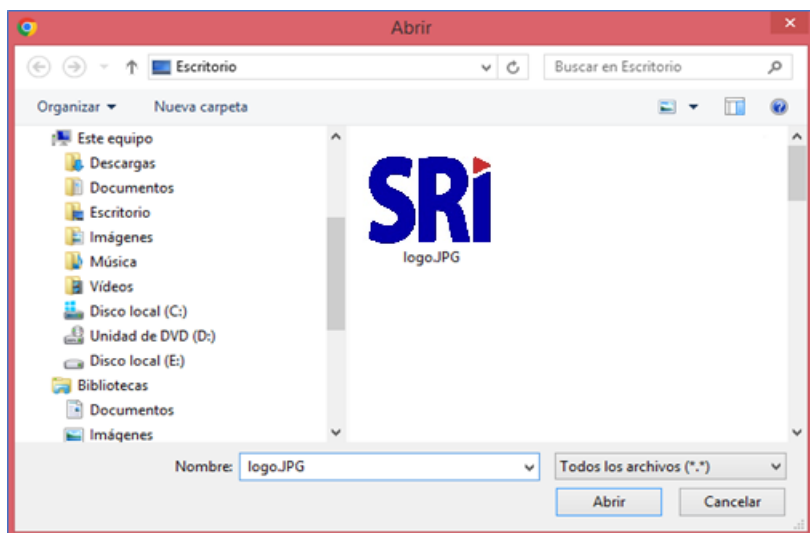 Abrir
Escritorio
Buscar en Escritorio
Organizar
Nueva carpeta
Este equipo
Descargas
Documentos
Escritorio
Imágenes
Música
Vídeos
Disco local (C:)
Unidad de DVD (D:)
Disco local (E:)
Bibliotecas
Documentos
Imágenes
SRi
logo.JPG
Nombre: logo.JPG
Todos los archivos (*.*)
Abrir Cancelar